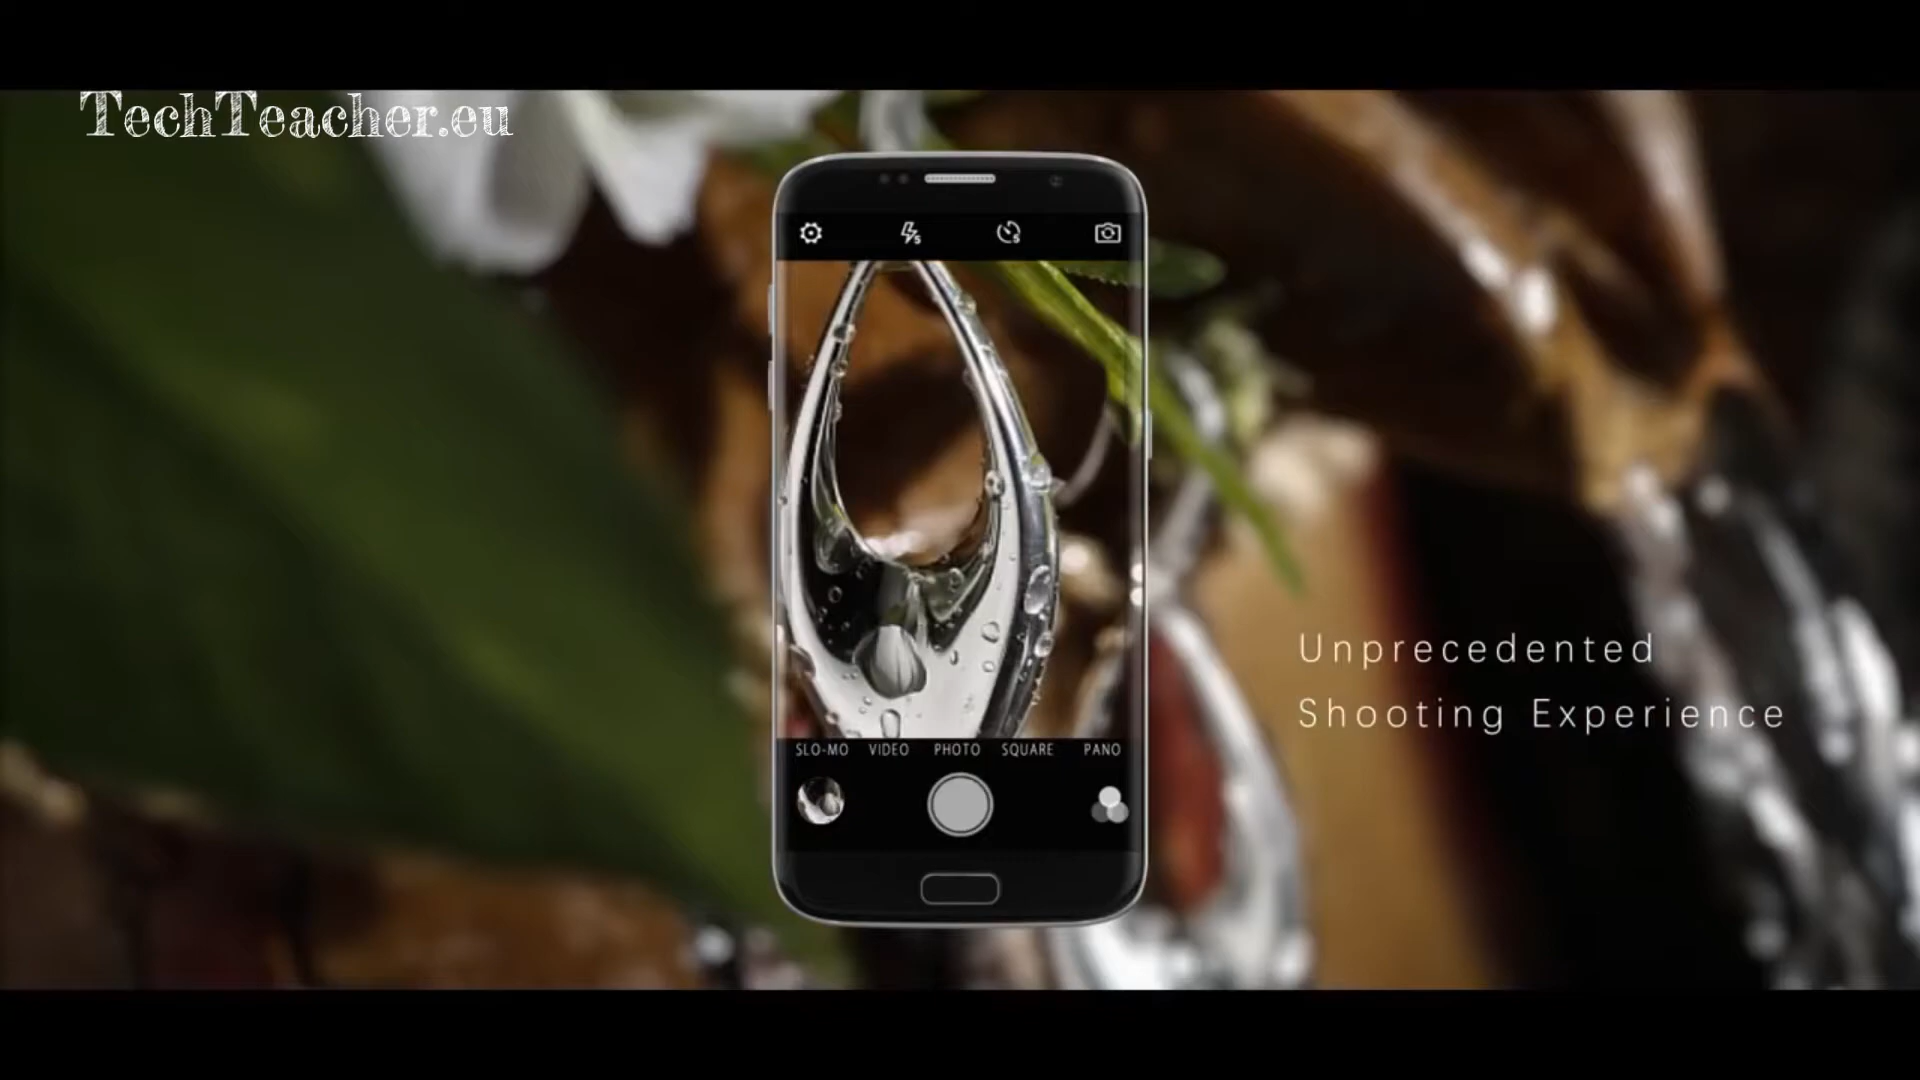 TechTeacher.eu
SLO-MO VIDEO PHOTO SQUARE PANO
Unprecedented
Shooting Experience